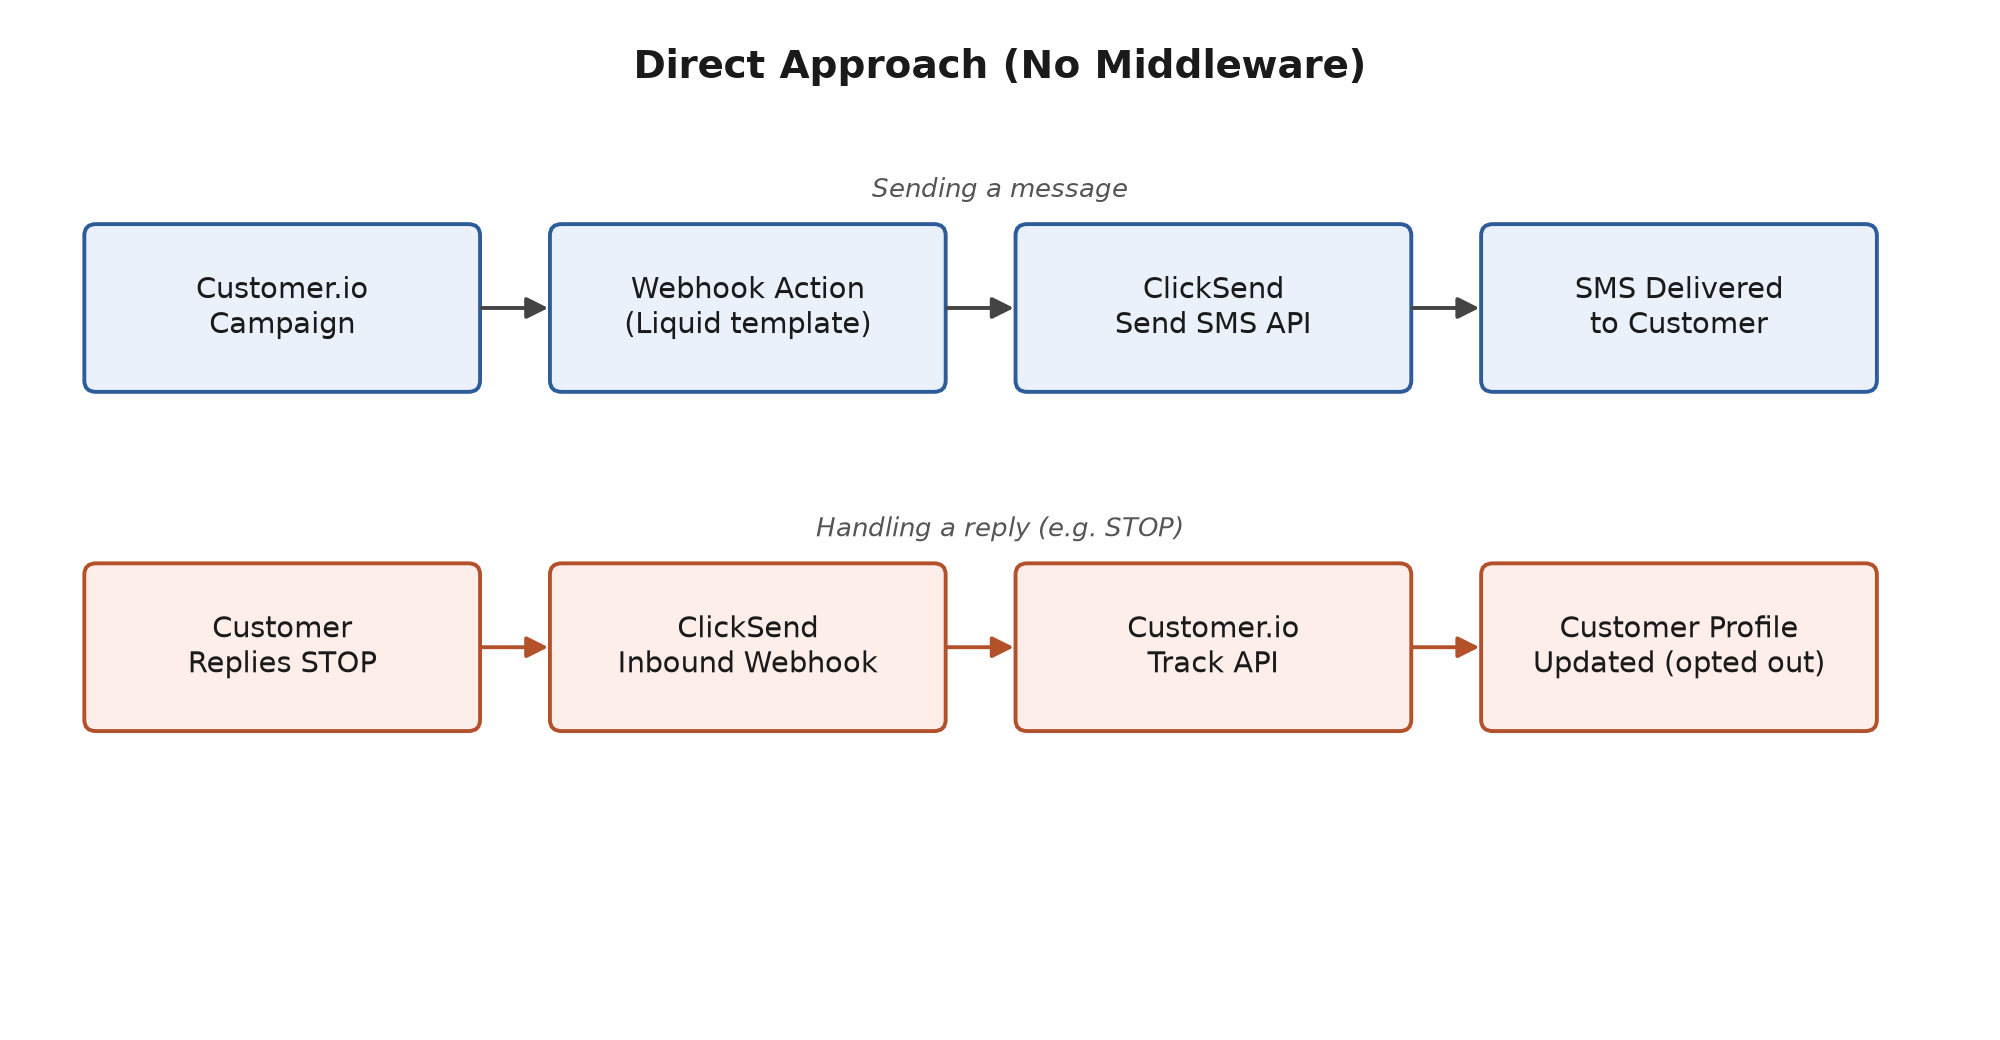 Direct Approach (No Middleware)
Sending a message
Customer.io
Campaign
Webhook Action
(Liquid template)
ClickSend
Send SMS API
SMS Delivered
to Customer
Handling a reply (e.g. STOP)
Customer
Replies STOP
ClickSend
Inbound Webhook
Customer.io
Track API
Customer Profile
Updated (opted out)